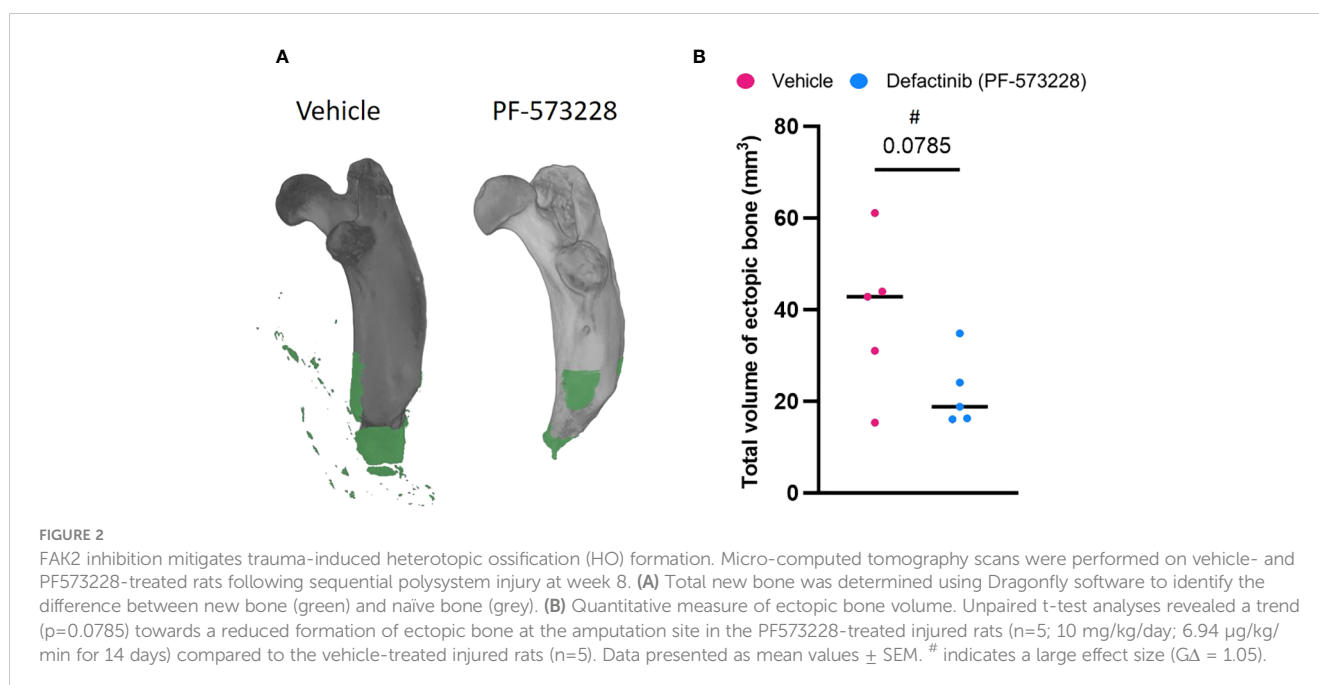 A
Vehicle
PF-573228
B
Vehicle
Defactinib (PF-573228)
#
0.0785
Total volume of ectopic bone (mm³)
80
60
40
20
0
FIGURE 2
FAK2 inhibition mitigates trauma-induced heterotopic ossification (HO) formation. Micro-computed tomography scans were performed on vehicle- and
PF573228-treated rats following sequential polysystem injury at week 8. (A) Total new bone was determined using Dragonfly software to identify the
difference between new bone (green) and naïve bone (grey). (B) Quantitative measure of ectopic bone volume. Unpaired t-test analyses revealed a trend
(p=0.0785) towards a reduced formation of ectopic bone at the amputation site in the PF573228-treated injured rats (n=5; 10 mg/kg/day; 6.94 µg/kg/
min for 14 days) compared to the vehicle-treated injured rats (n=5). Data presented as mean values ± SEM. # indicates a large effect size (GΔ = 1.05).